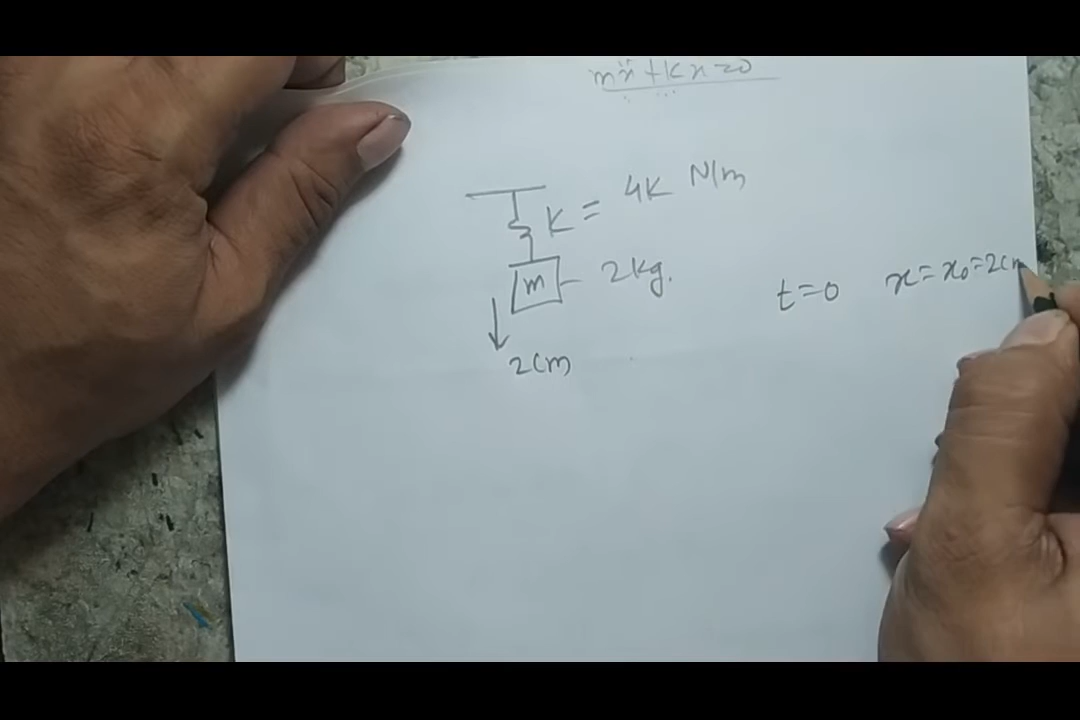 mẍ + Kx = 0
K = 4K N/m
m - 2kg.
t=0 x=x₀=2cm
2cm